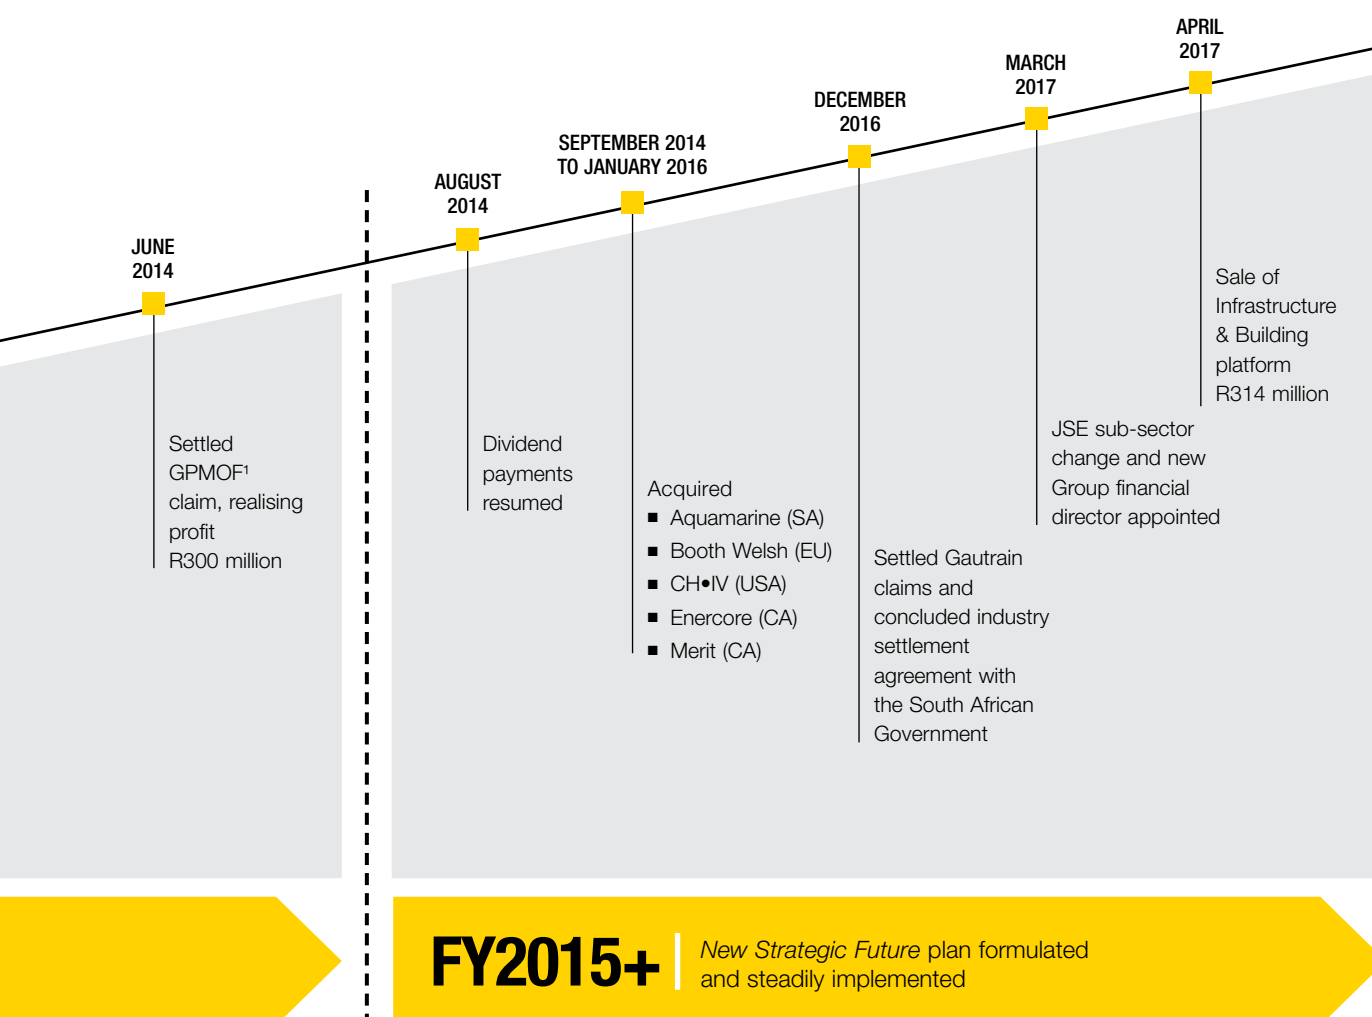 JUNE
2014
Settled
GPMOF¹
claim, realising
profit
R300 million
AUGUST
2014
Dividend
payments
resumed
SEPTEMBER 2014
TO JANUARY 2016
Acquired
■ Aquamarine (SA)
■ Booth Welsh (EU)
■ CH•IV (USA)
■ Enercore (CA)
■ Merit (CA)
DECEMBER
2016
Settled Gautrain
claims and
concluded industry
settlement
agreement with
the South African
Government
MARCH
2017
JSE sub-sector
change and new
Group financial
director appointed
APRIL
2017
Sale of
Infrastructure
& Building
platform
R314 million
FY2015+
New Strategic Future plan formulated
and steadily implemented